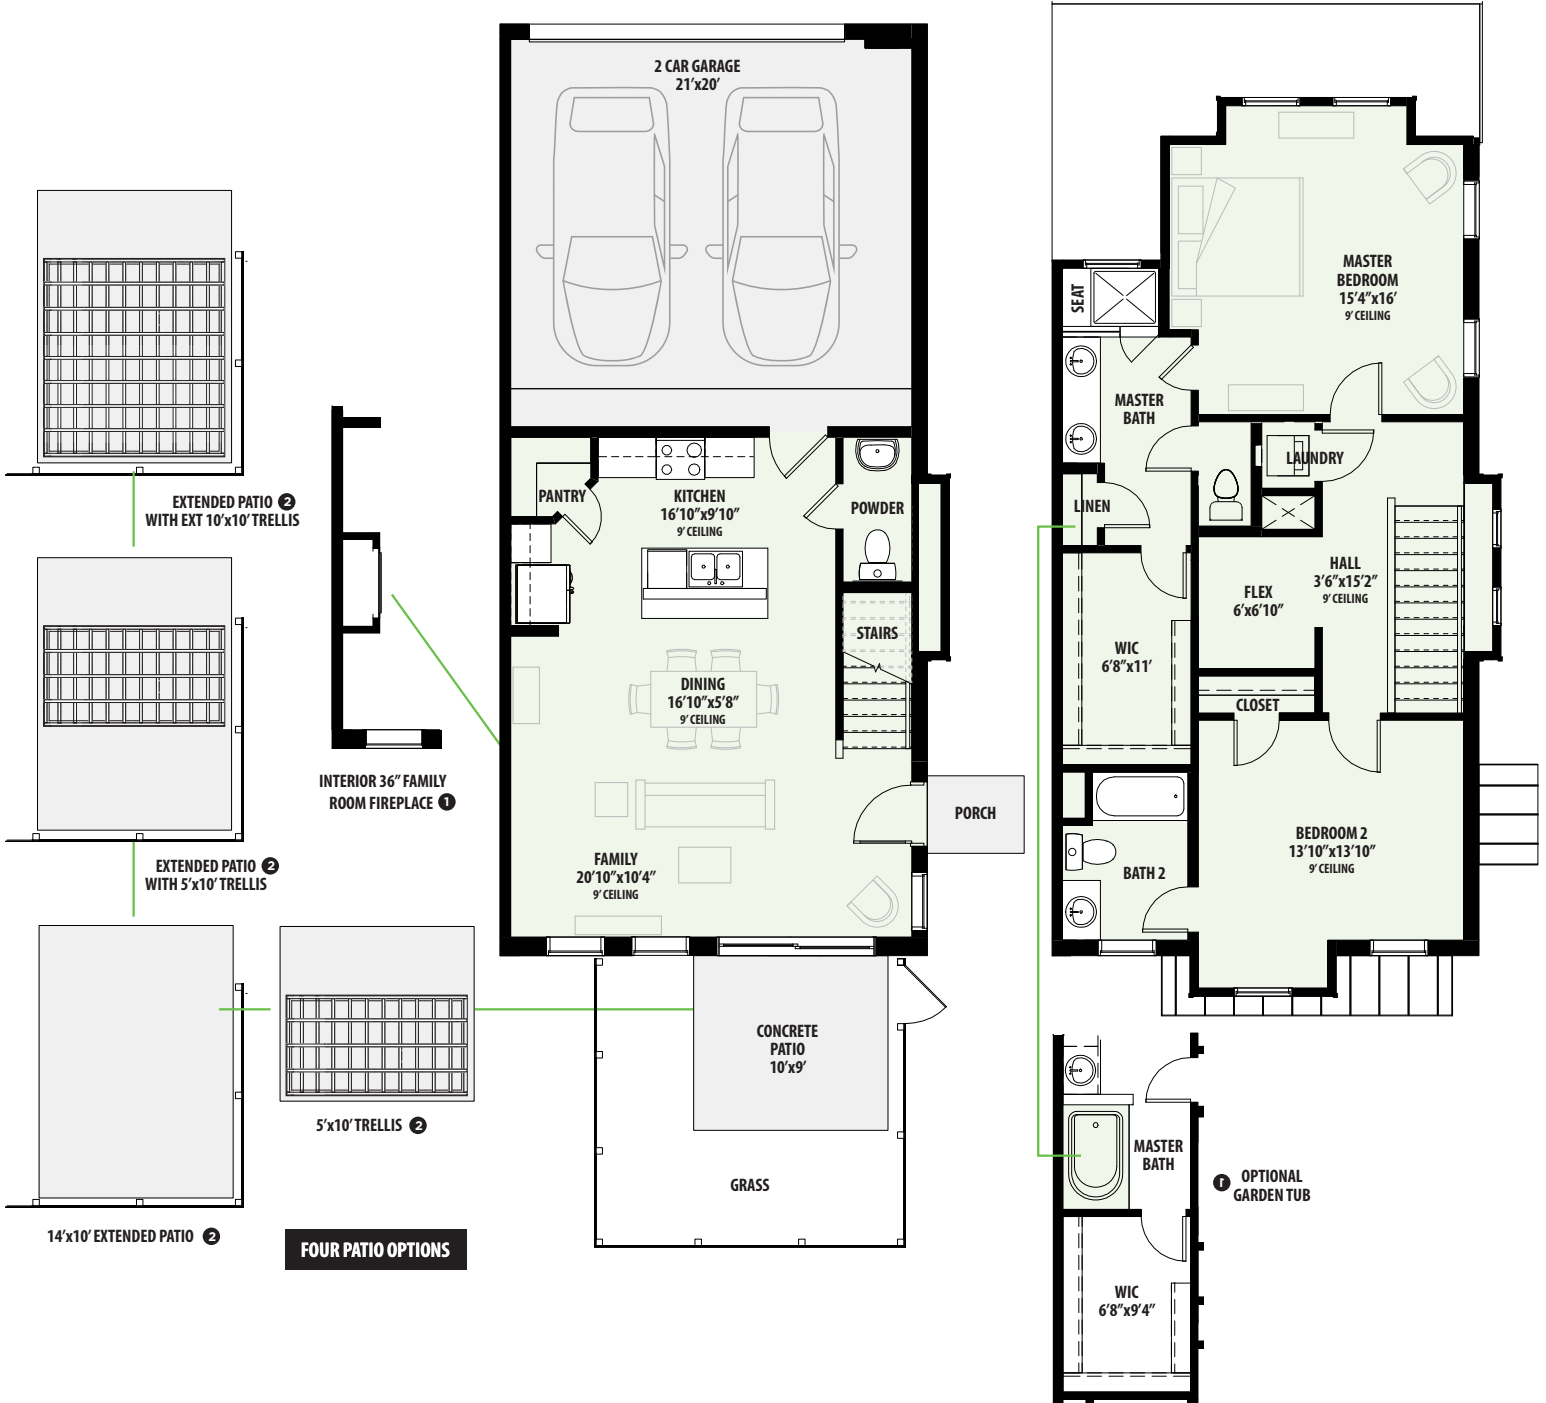 2 CAR GARAGE
21'x20'
PANTRY
KITCHEN
16'10"x9'10"
9' CEILING
POWDER
STAIRS
DINING
16'10"x5'8"
9' CEILING
FAMILY
20'10"x10'4"
9' CEILING
PORCH
CONCRETE
PATIO
10'x9'
GRASS
EXTENDED PATIO 2
WITH EXT 10'x10' TRELLIS
EXTENDED PATIO 2
WITH 5'x10' TRELLIS
14'x10' EXTENDED PATIO 2
5'x10' TRELLIS 2
FOUR PATIO OPTIONS
INTERIOR 36" FAMILY
ROOM FIREPLACE 1
SEAT
MASTER
BEDROOM
15'4"x16'
9' CEILING
MASTER
BATH
LAUNDRY
LINEN
HALL
3'6"x15'2"
9' CEILING
FLEX
6'x6'10"
WIC
6'8"x11'
CLOSET
BEDROOM 2
13'10"x13'10"
9' CEILING
BATH 2
MASTER
BATH
1 OPTIONAL
GARDEN TUB
WIC
6'8"x9'4"